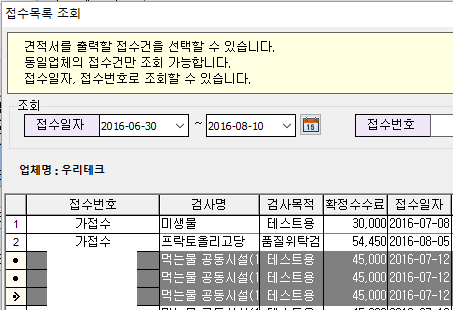 접수목록 조회
견적서를 출력할 접수건을 선택할 수 있습니다.
동일업체의 접수건만 조회 가능합니다.
접수일자, 접수번호로 조회할 수 있습니다.
조회
접수일자 2016-06-30 ~ 2016-08-10 15 접수번호
업체명 : 우리테크
접수번호 검사명 검사목적 확정수수료 접수일자
1 가접수 미생물 테스트용 30,000 2016-07-08
2 가접수 프락토올리고당 품질위탁검 54,450 2016-08-05
먹는물 공동시설(1 테스트용 45,000 2016-07-12
먹는물 공동시설(1 테스트용 45,000 2016-07-12
먹는물 공동시설(1 테스트용 45,000 2016-07-12